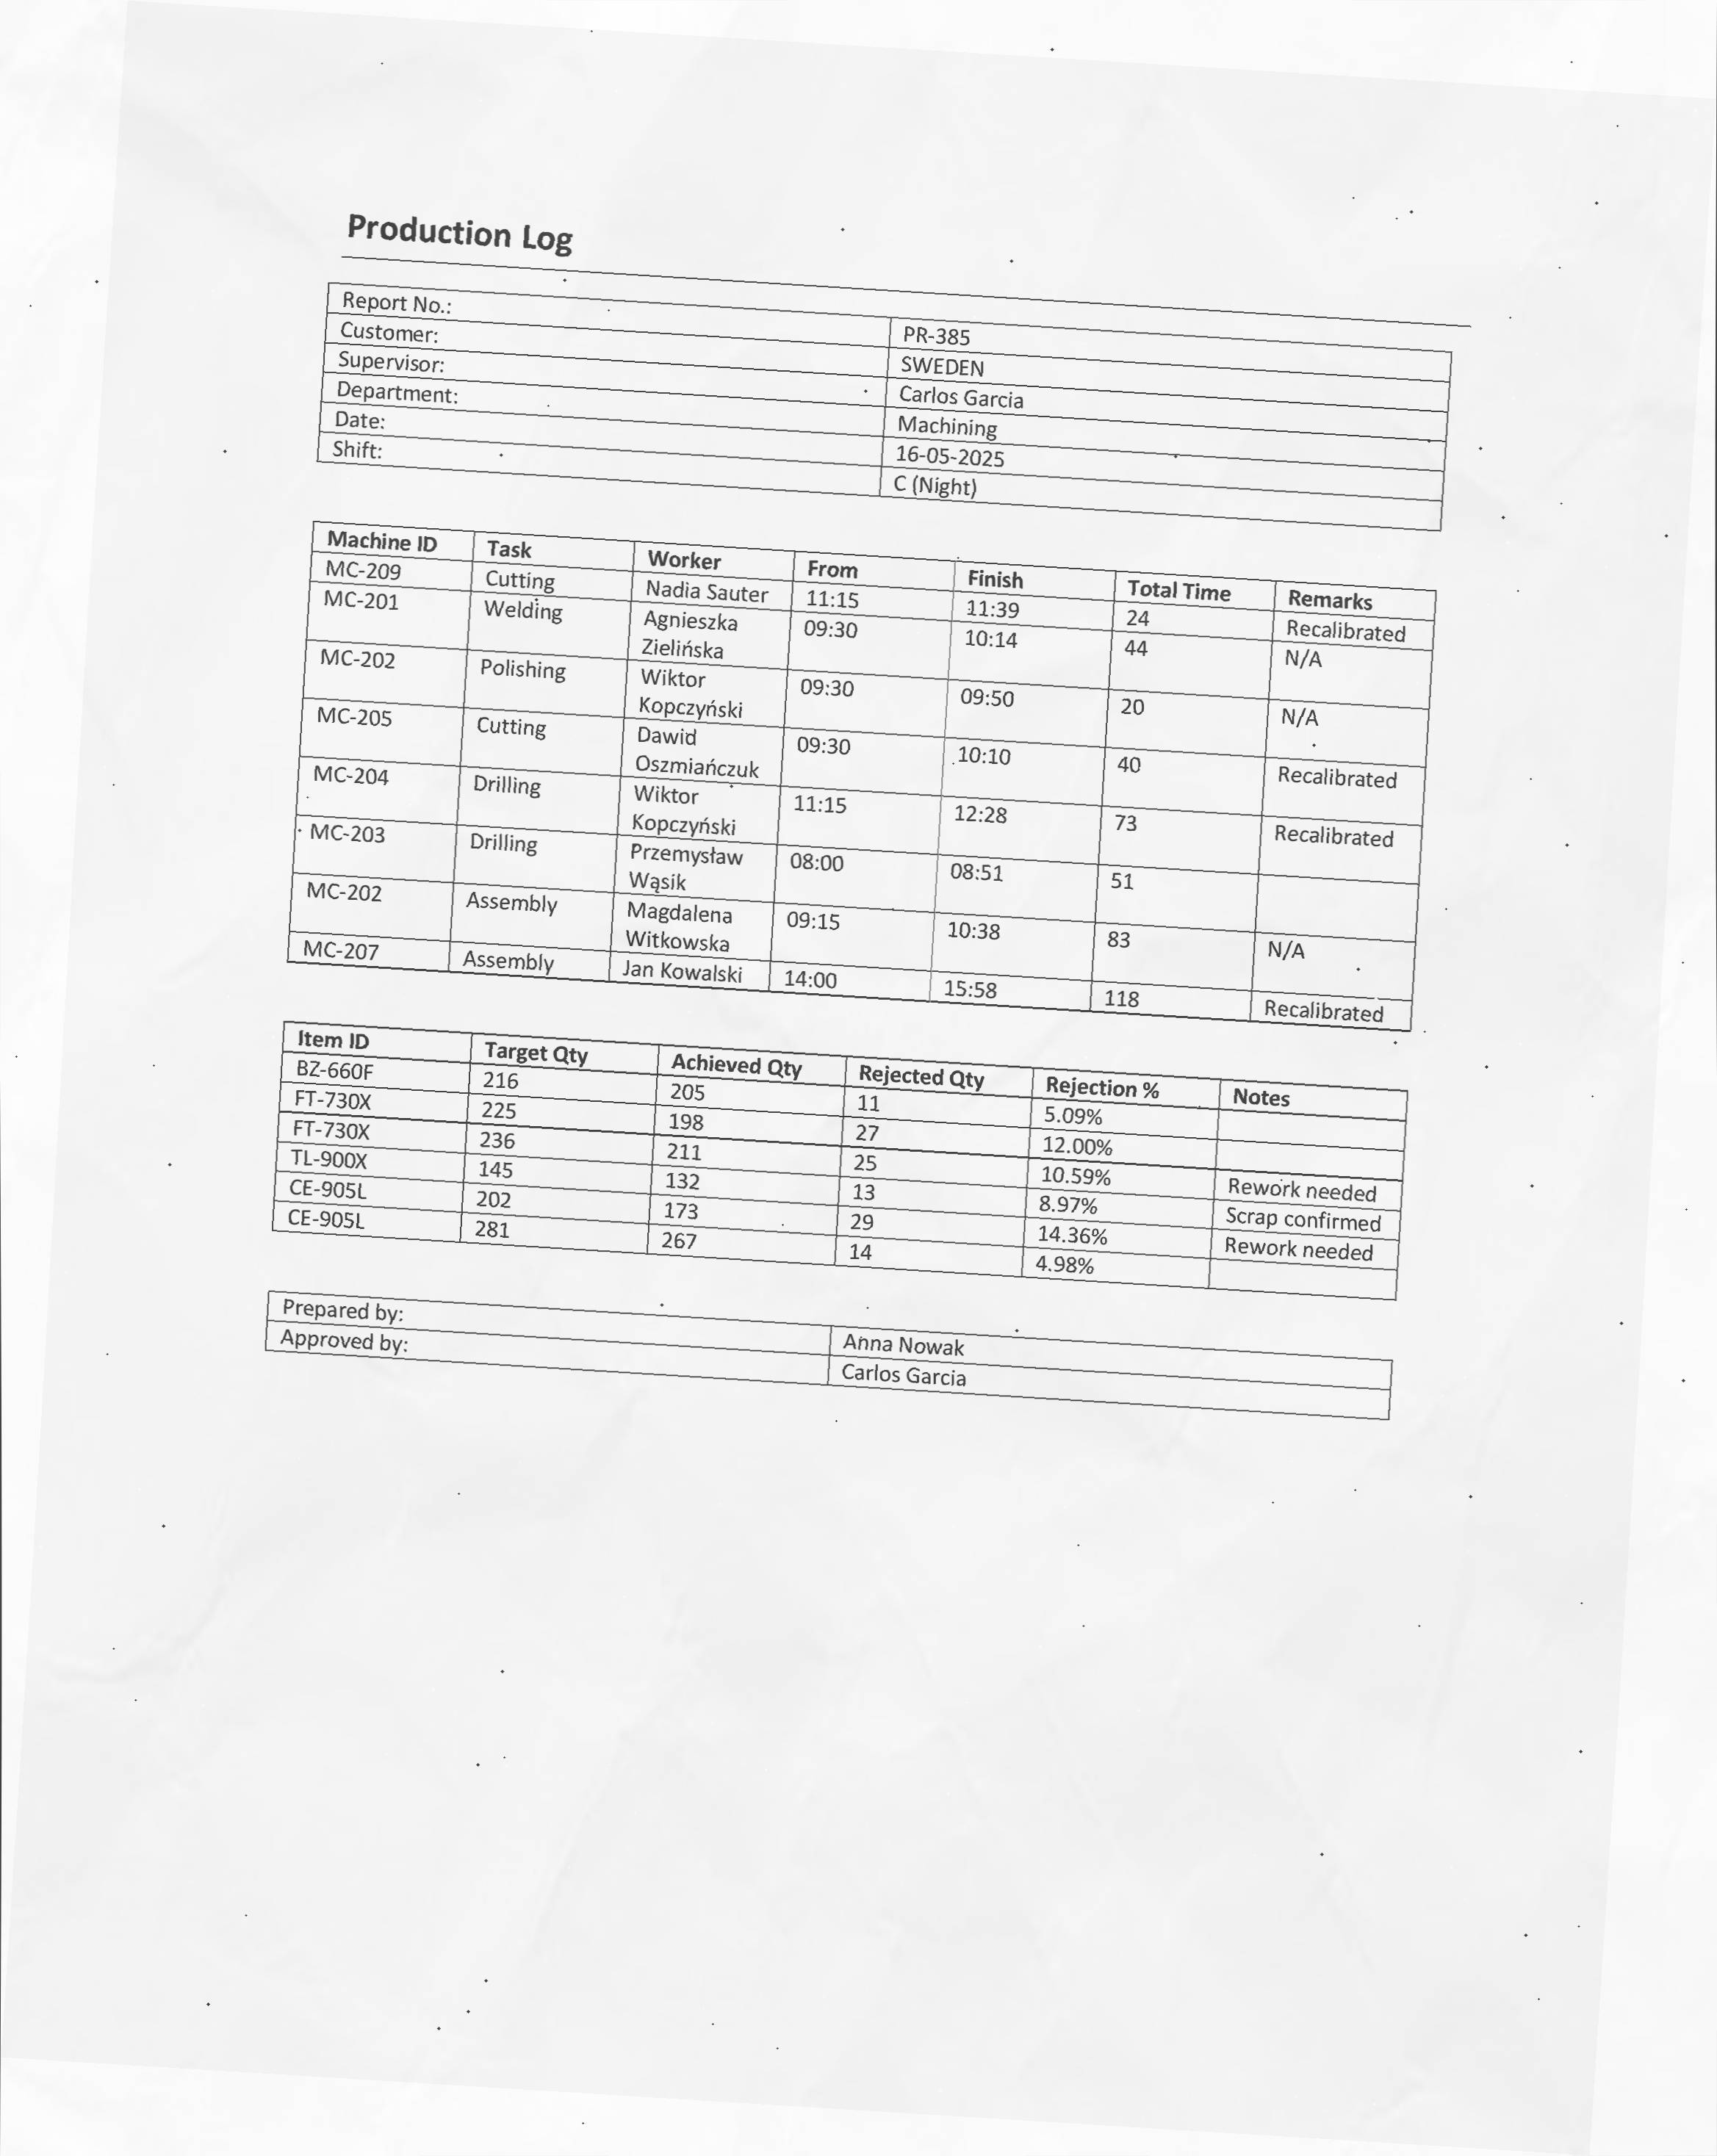 Production Log
Report No.: PR-385
Customer: SWEDEN
Supervisor: Carlos Garcia
Department: Machining
Date: 16-05-2025
Shift: C (Night)
Machine ID Task Worker From Finish Total Time Remarks
MC-209 Cutting Nadia Sauter 11:15 11:39 24 Recalibrated
MC-201 Welding Agnieszka Zielińska 09:30 10:14 44 N/A
MC-202 Polishing Wiktor Kopczyński 09:30 09:50 20 N/A
MC-205 Cutting Dawid Oszmiańczuk 09:30 10:10 40 Recalibrated
MC-204 Drilling Wiktor Kopczyński 11:15 12:28 73 Recalibrated
MC-203 Drilling Przemysław Wąsik 08:00 08:51 51
MC-202 Assembly Magdalena Witkowska 09:15 10:38 83 N/A
MC-207 Assembly Jan Kowalski 14:00 15:58 118 Recalibrated
Item ID Target Qty Achieved Qty Rejected Qty Rejection % Notes
BZ-660F 216 205 11 5.09%
FT-730X 225 198 27 12.00%
FT-730X 236 211 25 10.59% Rework needed
TL-900X 145 132 13 8.97% Scrap confirmed
CE-905L 202 173 29 14.36% Rework needed
CE-905L 281 267 14 4.98%
Prepared by: Anna Nowak
Approved by: Carlos Garcia